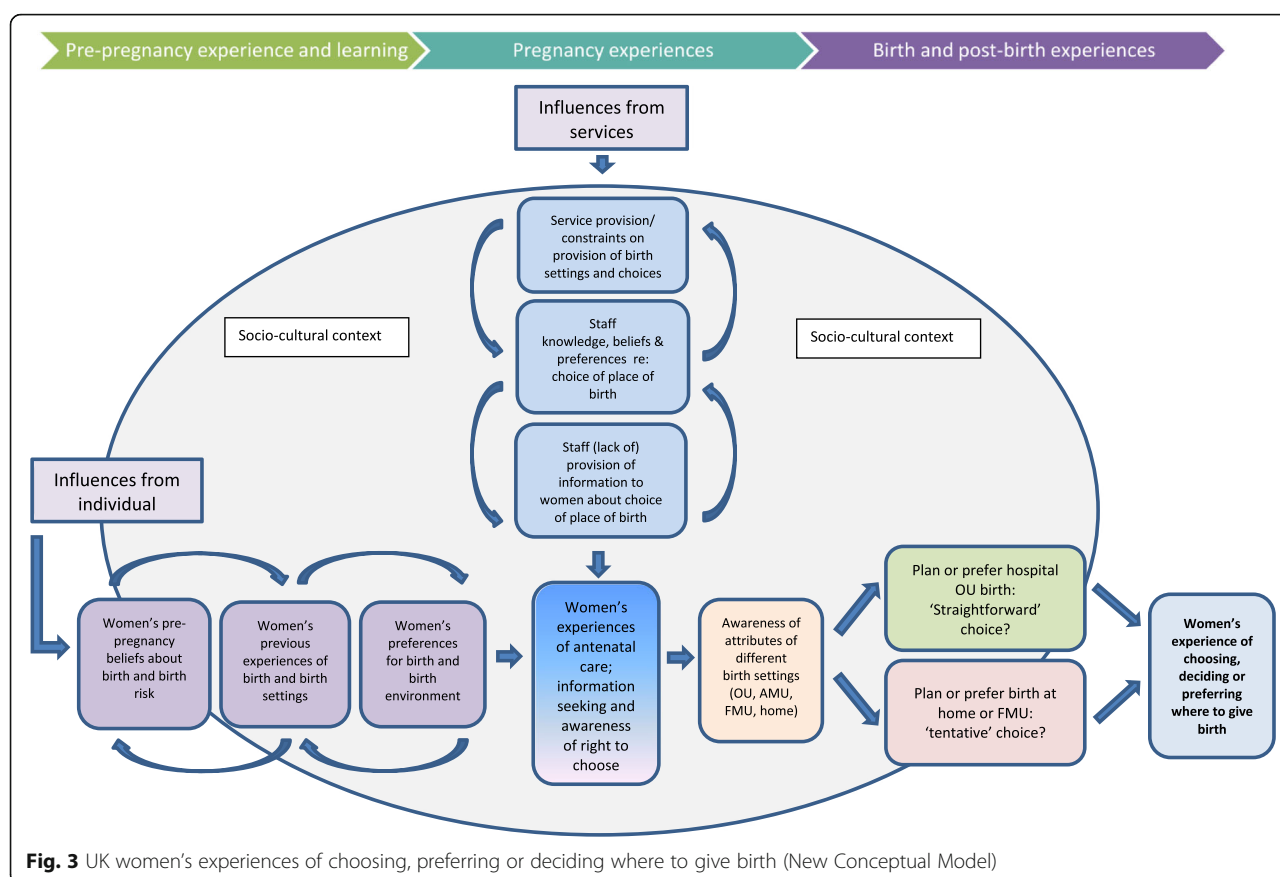 Pre-pregnancy experience and learning
Pregnancy experiences
Birth and post-birth experiences
Influences from
services
Service provision/
constraints on
provision of birth
settings and choices
Socio-cultural context
Staff
knowledge, beliefs &
preferences re:
choice of place of
birth
Socio-cultural context
Staff (lack of)
provision of
information to
women about choice
of place of birth
Influences from
individual
Women's pre-
pregnancy
beliefs about
birth and birth
risk
Women's
previous
experiences of
birth and birth
settings
Women's
preferences
for birth and
birth
environment
Women's
experiences
of antenatal
care;
information
seeking and
awareness
of right to
choose
Awareness of
attributes of
different
birth settings
(OU, AMU,
FMU, home)
Plan or prefer hospital
OU birth:
'Straightforward'
choice?
Plan or prefer birth at
home or FMU:
'tentative' choice?
Women's
experience of
choosing,
deciding or
preferring
where to give
birth
Fig. 3 UK women's experiences of choosing, preferring or deciding where to give birth (New Conceptual Model)